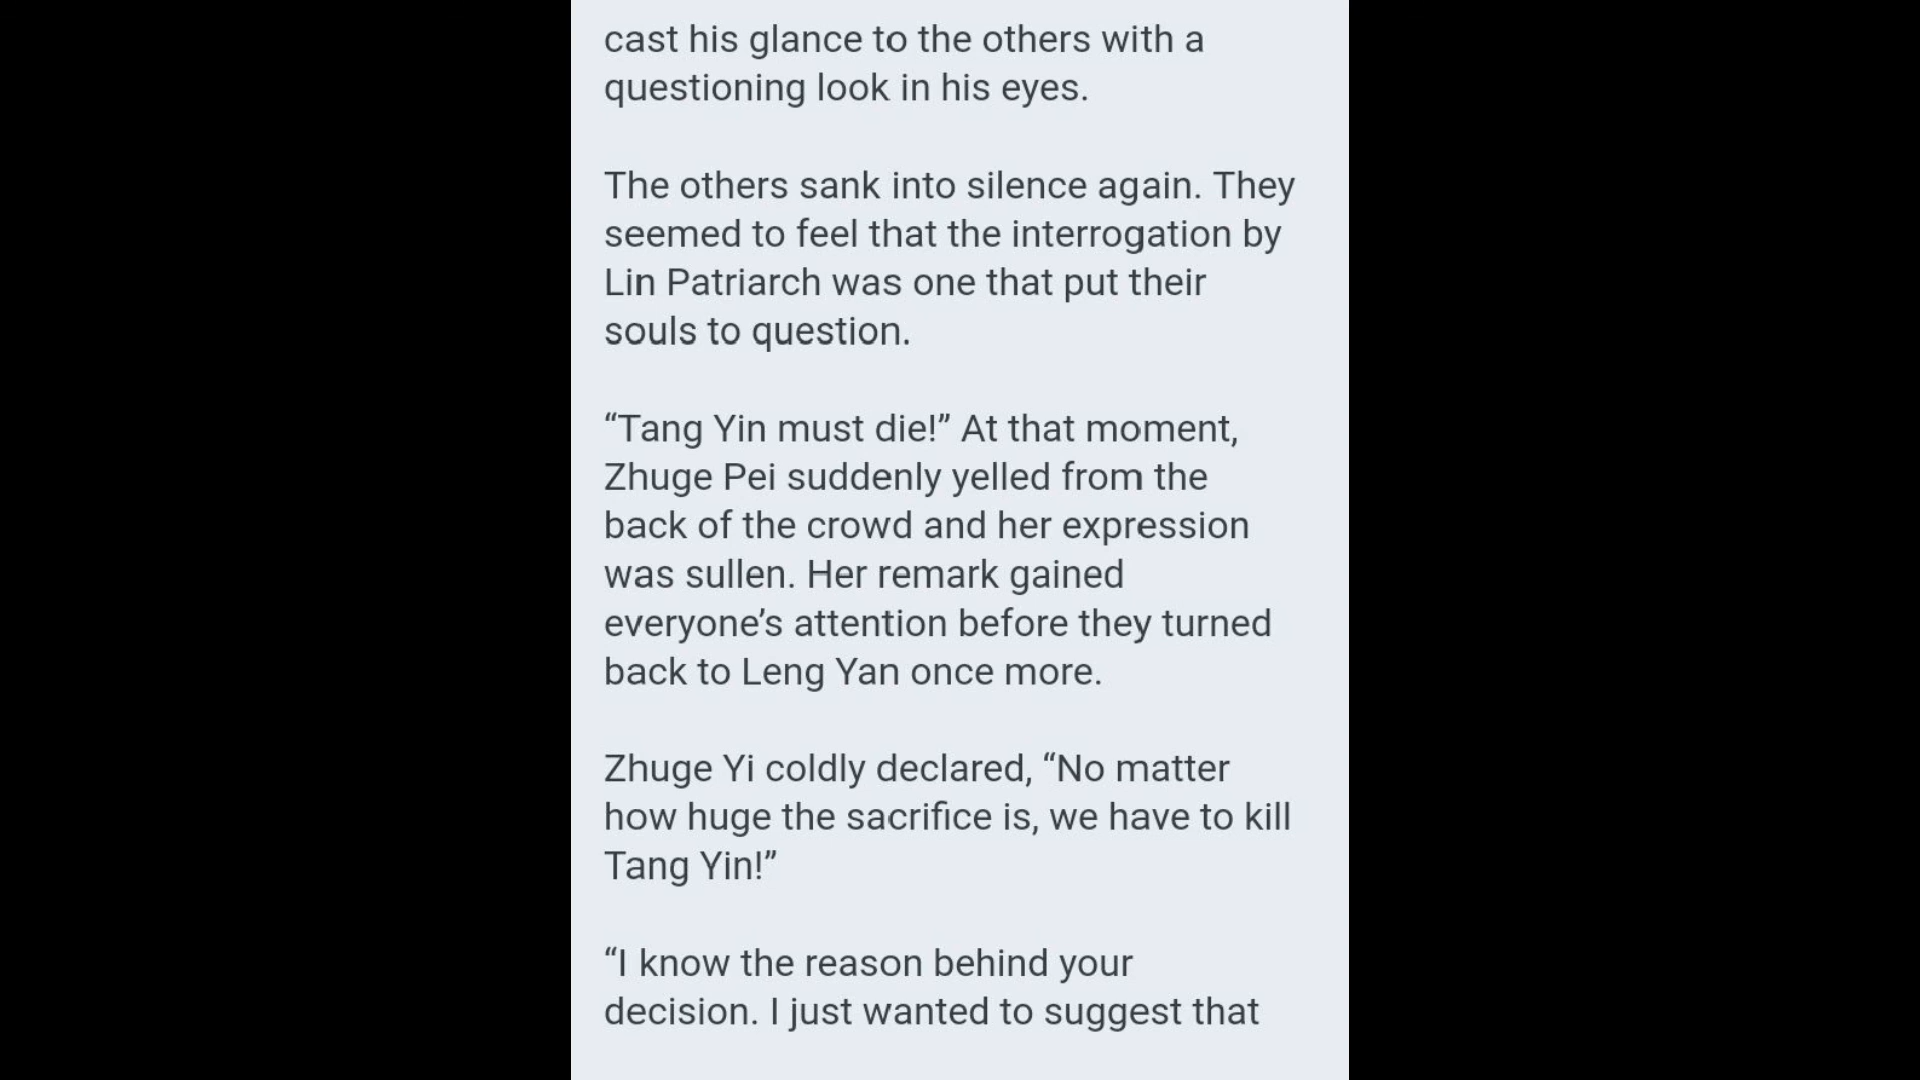 cast his glance to the others with a
questioning look in his eyes.
The others sank into silence again. They
seemed to feel that the interrogation by
Lin Patriarch was one that put their
souls to question.
“Tang Yin must die!” At that moment,
Zhuge Pei suddenly yelled from the
back of the crowd and her expression
was sullen. Her remark gained
everyone’s attention before they turned
back to Leng Yan once more.
Zhuge Yi coldly declared, “No matter
how huge the sacrifice is, we have to kill
Tang Yin!”
“I know the reason behind your
decision. I just wanted to suggest that